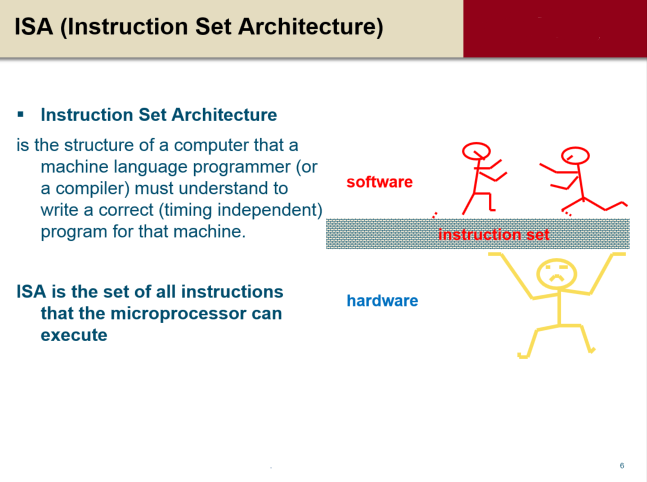 ISA (Instruction Set Architecture)
▪ Instruction Set Architecture
is the structure of a computer that a
machine language programmer (or
a compiler) must understand to
write a correct (timing independent)
program for that machine.
ISA is the set of all instructions
that the microprocessor can
execute
software
instruction set
hardware
6